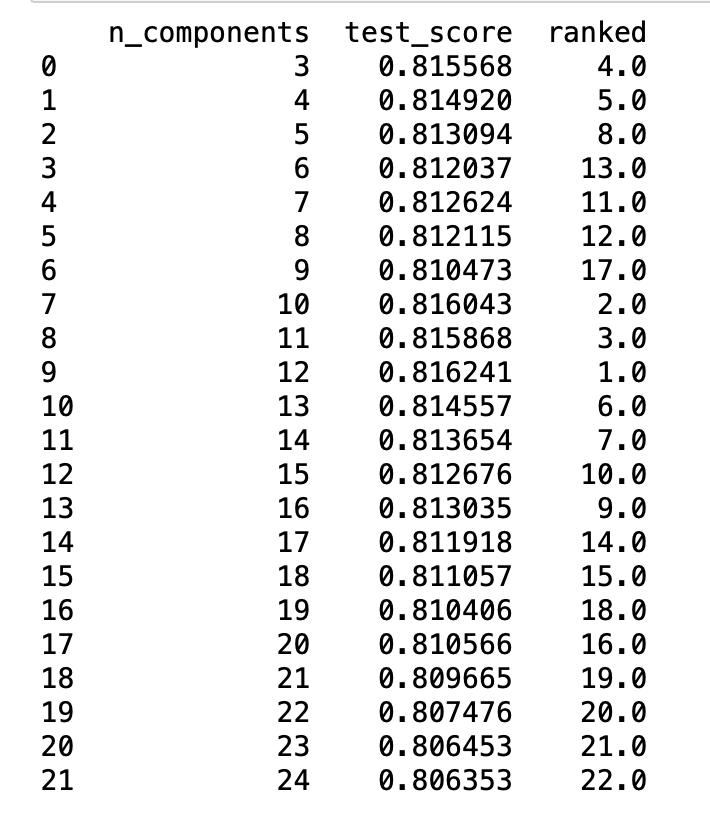 n_components test_score ranked
0 3 0.815568 4.0
1 4 0.814920 5.0
2 5 0.813094 8.0
3 6 0.812037 13.0
4 7 0.812624 11.0
5 8 0.812115 12.0
6 9 0.810473 17.0
7 10 0.816043 2.0
8 11 0.815868 3.0
9 12 0.816241 1.0
10 13 0.814557 6.0
11 14 0.813654 7.0
12 15 0.812676 10.0
13 16 0.813035 9.0
14 17 0.811918 14.0
15 18 0.811057 15.0
16 19 0.810406 18.0
17 20 0.810566 16.0
18 21 0.809665 19.0
19 22 0.807476 20.0
20 23 0.806453 21.0
21 24 0.806353 22.0